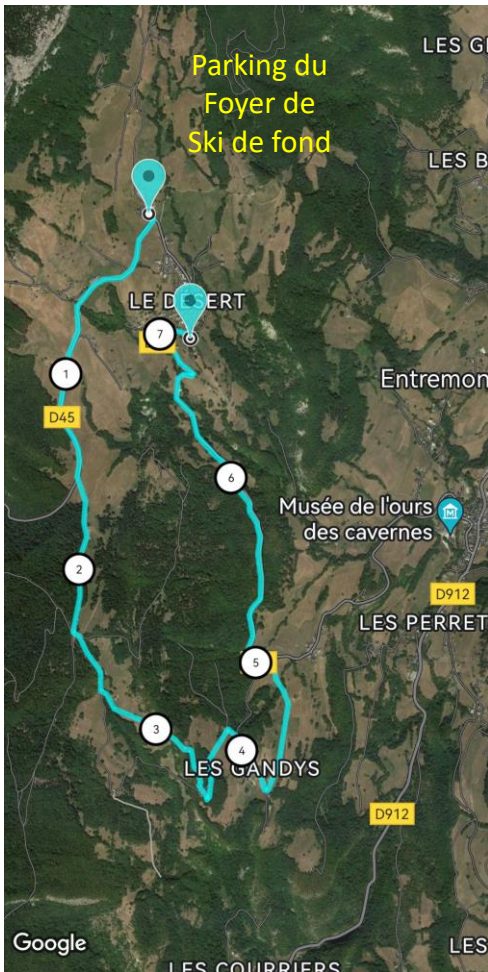 Parking du
Foyer de
Ski de fond
LES G
LES B
LE DÉSERT
7
1
D45
Entremon
6
Musée de l'ours
des cavernes
M
2
D912
LES PERRET
5
3
4
LES GANDYS
D912
Google
LES COURRIERS
LES